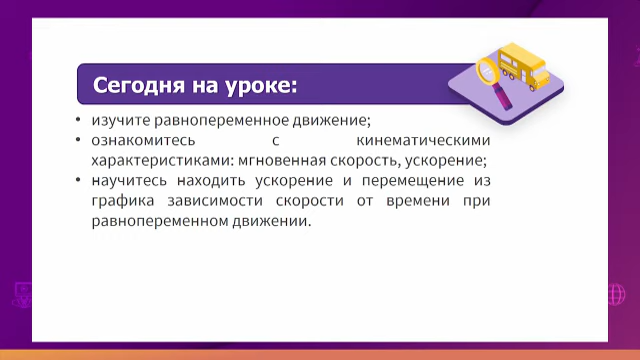 Сегодня на уроке:
• изучите равнопеременное движение;
• ознакомитесь с кинематическими
характеристиками: мгновенная скорость, ускорение;
• научитесь находить ускорение и перемещение из
графика зависимости скорости от времени при
равнопеременном движении.